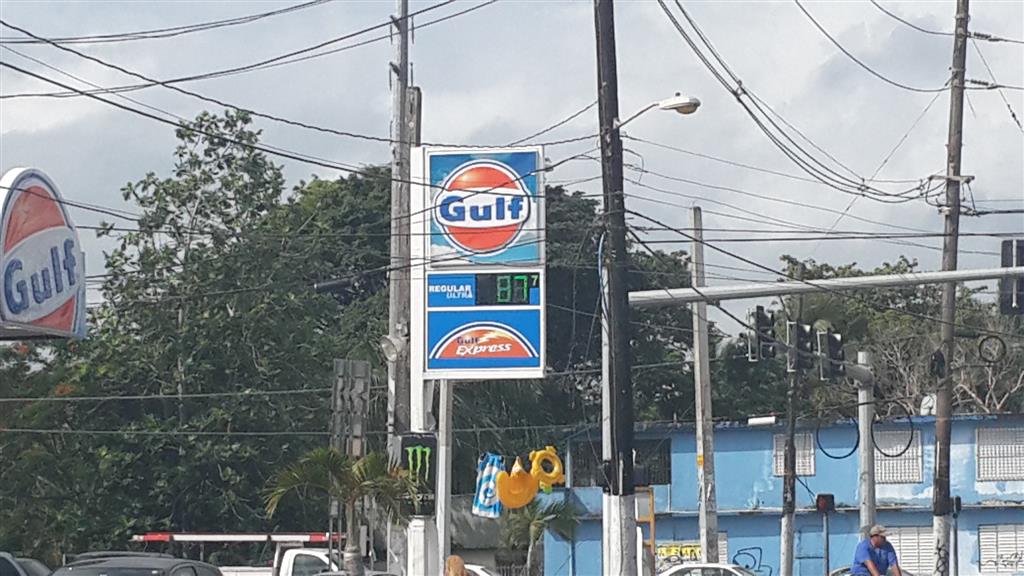 Gulf
Gulf
REGULAR 87 7
ULTRA
Gulf
Express